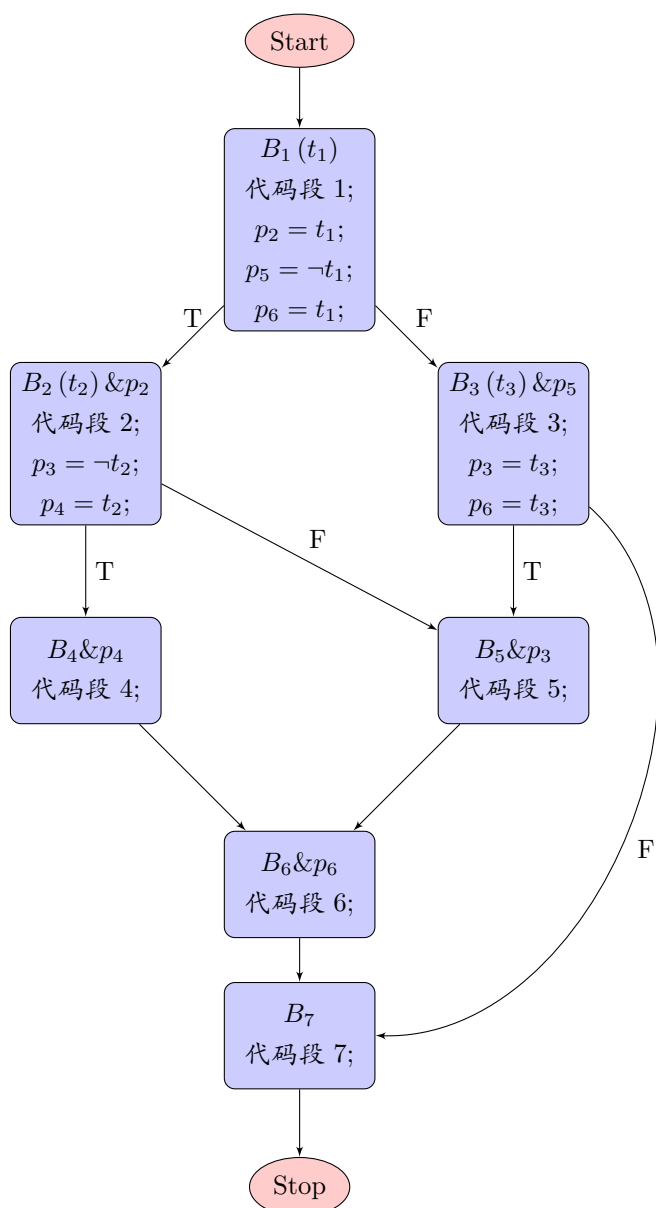 Start
B₁ (t₁)
代码段 1;
p₂ = t₁;
p₅ = ¬t₁;
p₆ = t₁;
T
F
B₂ (t₂) &p₂
代码段 2;
p₃ = ¬t₂;
p₄ = t₂;
B₃ (t₃) &p₅
代码段 3;
p₃ = t₃;
p₆ = t₃;
F
T
T
B₄&p₄
代码段 4;
B₅&p₃
代码段 5;
B₆&p₆
代码段 6;
F
B₇
代码段 7;
Stop